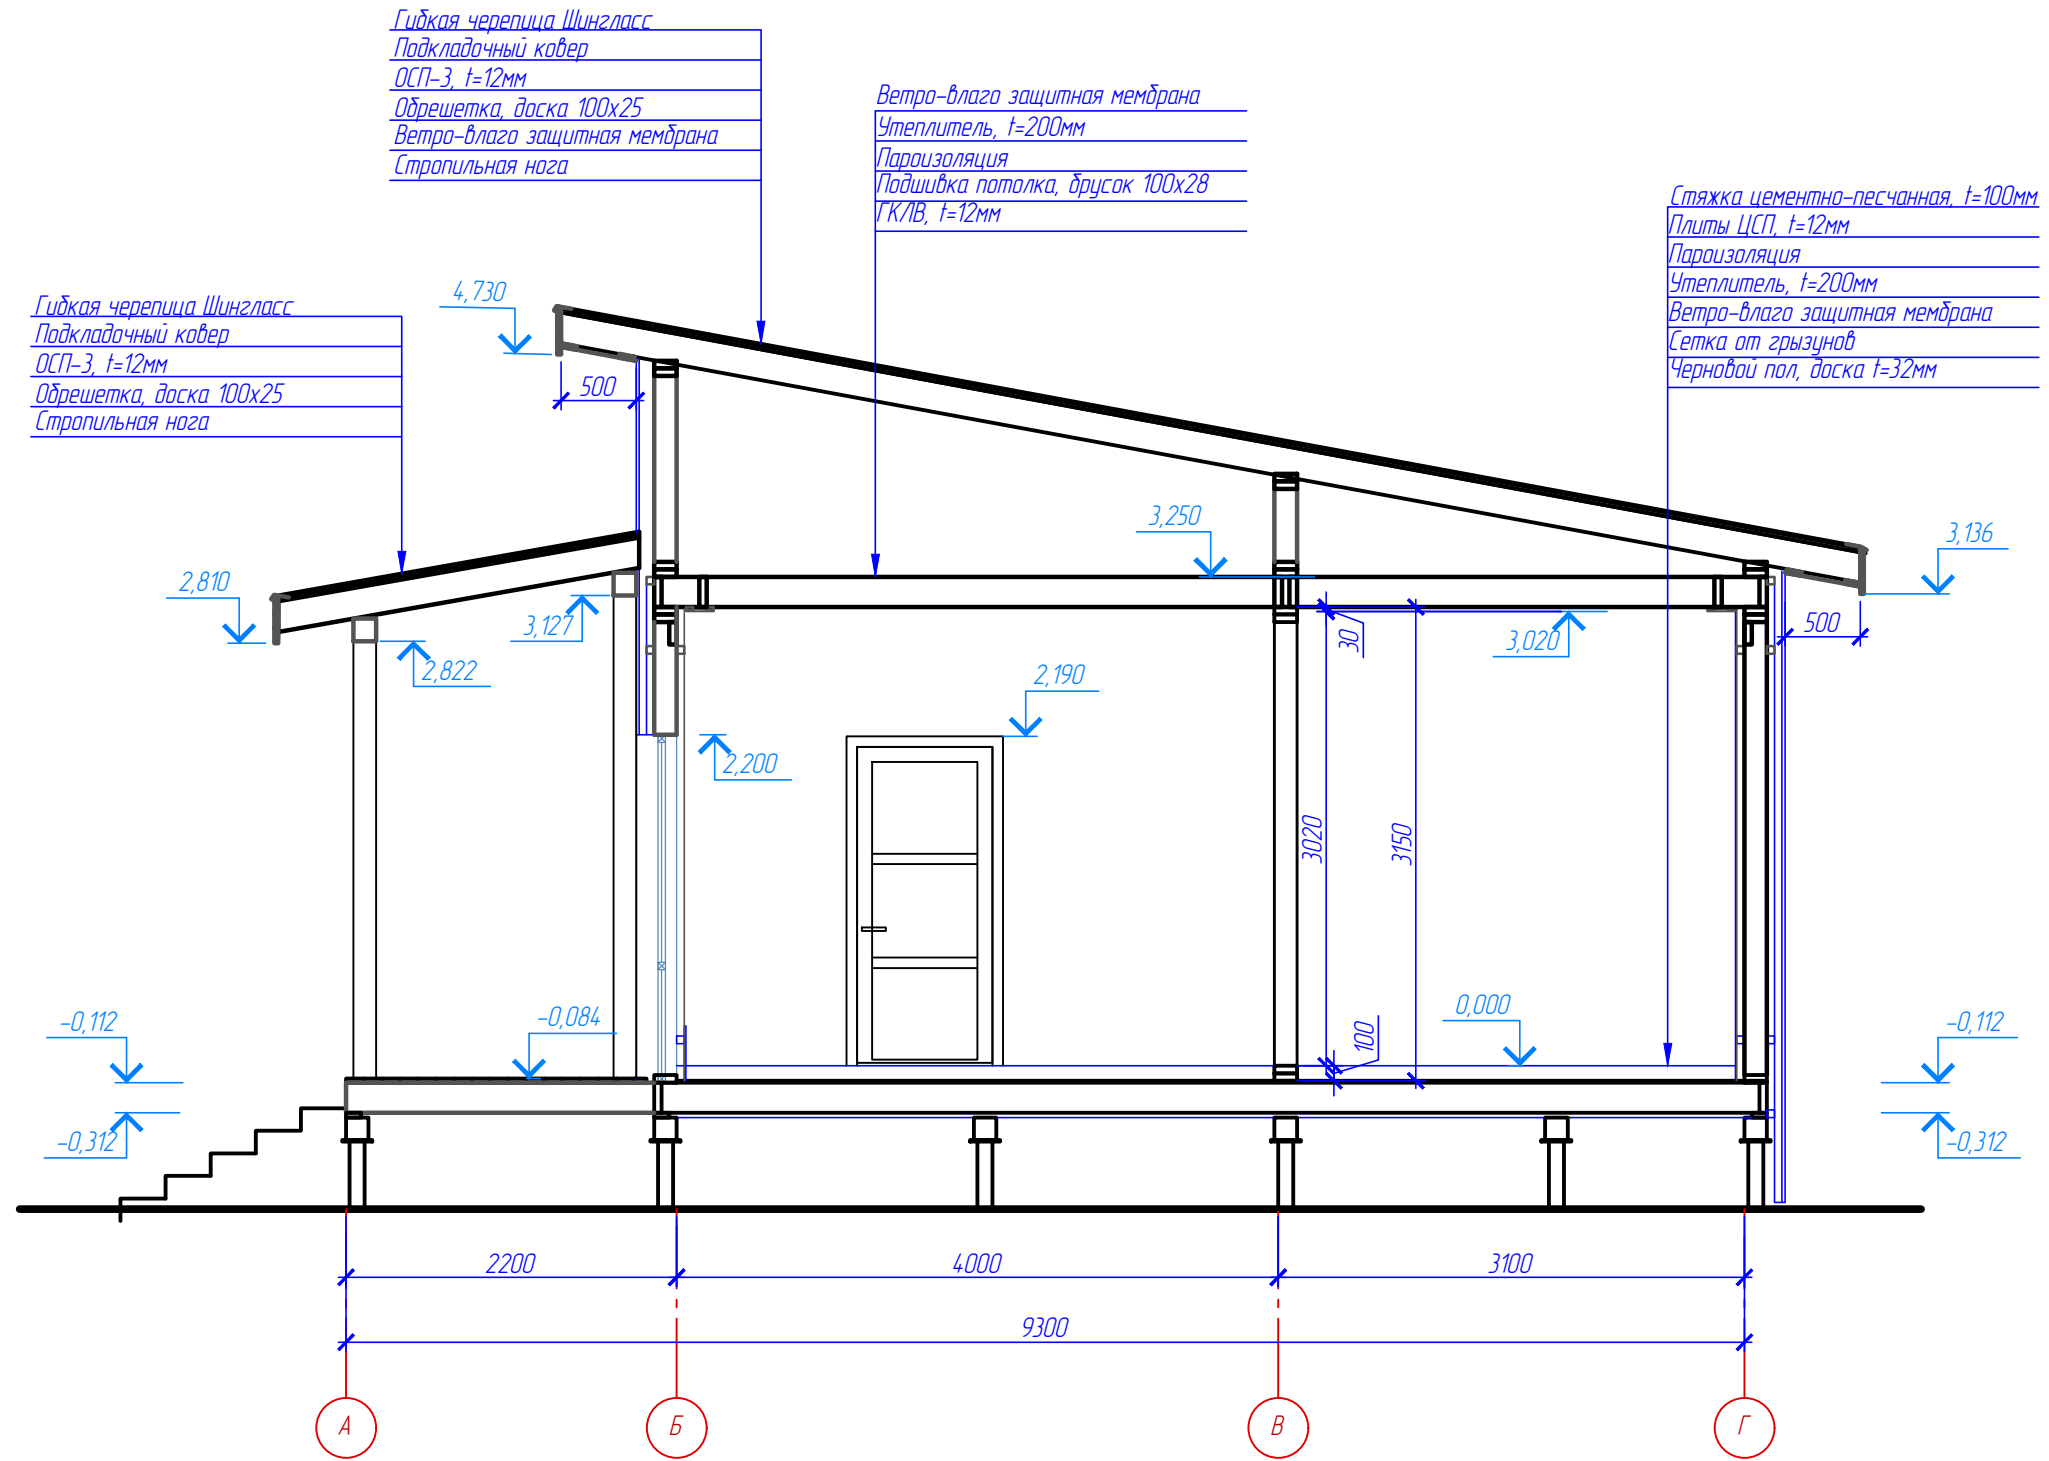 Гибкая черепица Шингласс
Подкладочный ковер
ОСП-3, t=12мм
Обрешетка, доска 100х25
Ветро-влаго защитная мембрана
Стропильная нога
Ветро-влаго защитная мембрана
Утеплитель, t=200мм
Пароизоляция
Подшивка потолка, брусок 100х28
ГКЛВ, t=12мм
Стяжка цементно-песчанная, t=100мм
Плиты ЦСП, t=12мм
Пароизоляция
Утеплитель, t=200мм
Ветро-влаго защитная мембрана
Сетка от грызунов
Черновой пол, доска t=32мм
Гибкая черепица Шингласс
Подкладочный ковер
ОСП-3, t=12мм
Обрешетка, доска 100х25
Стропильная нога
4,730
500
3,250
3,136
2,810
3,127
2,822
30
3,020
500
2,190
2,200
3020
3150
-0,112
-0,084
100
0,000
-0,112
-0,312
-0,312
2200
4000
3100
9300
А
Б
В
Г